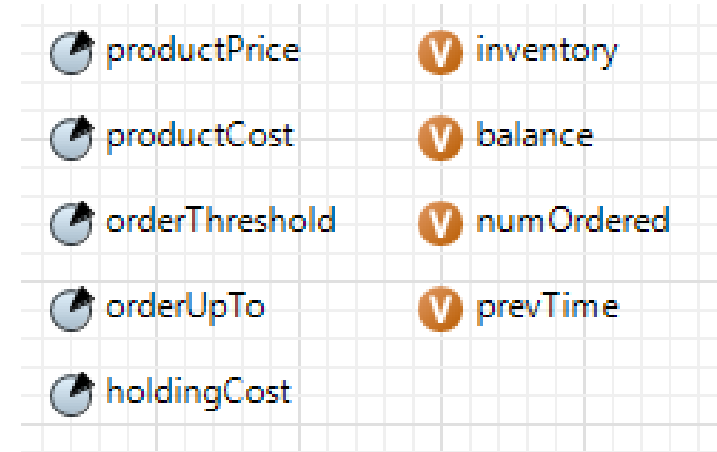 productPrice
productCost
orderThreshold
orderUpTo
holdingCost
V inventory
V balance
V numOrdered
V prevTime